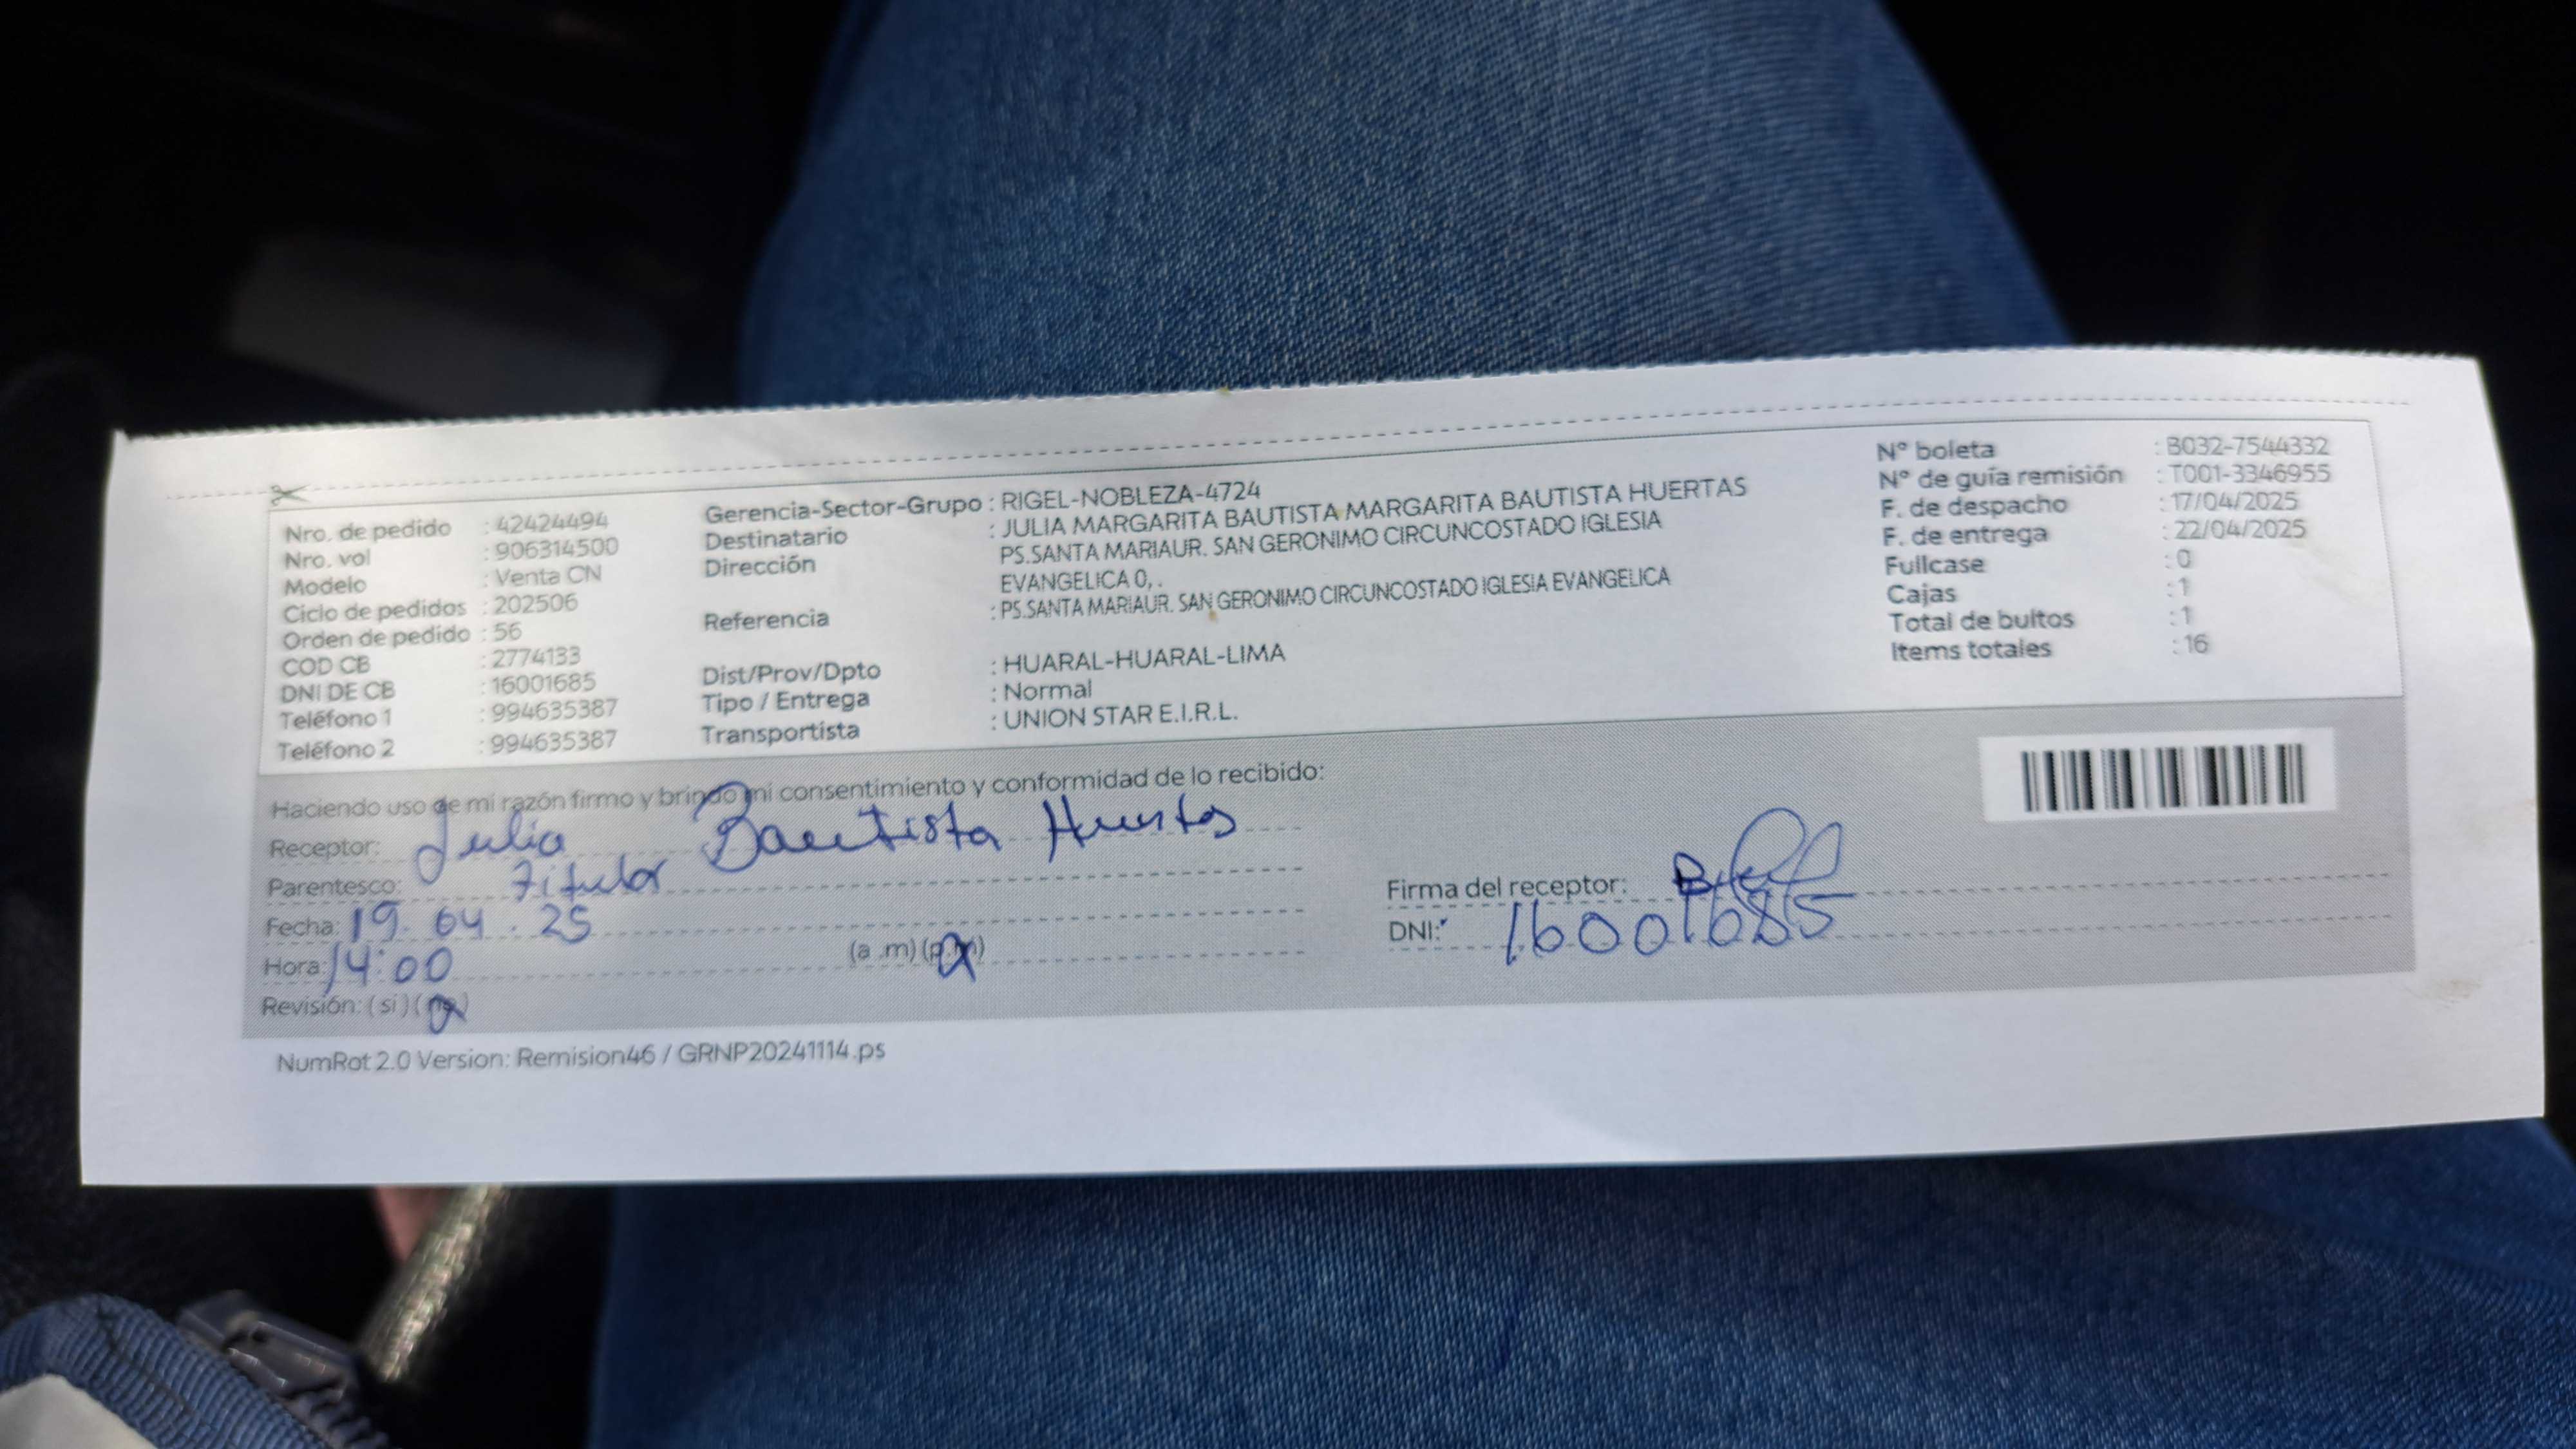 Nro. de pedido : 42424494
Nro. vol : 906314500
Modelo : Venta CN
Ciclo de pedidos : 202506
Orden de pedido : 56
COD CB : 2774133
DNI DE CB : 16001685
Teléfono 1 : 994635387
Teléfono 2 : 994635387
Gerencia-Sector-Grupo : RIGEL-NOBLEZA-4724
Destinatario : JULIA MARGARITA BAUTISTA MARGARITA BAUTISTA HUERTAS
Dirección PS.SANTA MARIAUR. SAN GERONIMO CIRCUNCOSTADO IGLESIA
EVANGELICA 0, .
Referencia : PS.SANTA MARIAUR. SAN GERONIMO CIRCUNCOSTADO IGLESIA EVANGELICA
Dist/Prov/Dpto : HUARAL-HUARAL-LIMA
Tipo / Entrega : Normal
Transportista : UNION STAR E.I.R.L.
N° boleta : B032-7544332
N° de guía remisión : T001-3346955
F. de despacho : 17/04/2025
F. de entrega : 22/04/2025
Fullcase : 0
Cajas : 1
Total de bultos : 1
Items totales : 16
Haciendo uso de mi razón firmo y brindo mi consentimiento y conformidad de lo recibido:
Receptor: Julia Bautista Huertas
Parentesco: Titular
Fecha: 19. 04 . 25
Hora: 14:00 (a .m) (p.m)
Revisión: ( si ) ( no )
Firma del receptor:
DNI: 16001685
NumRot 2.0 Version: Remision46 / GRNP20241114.ps